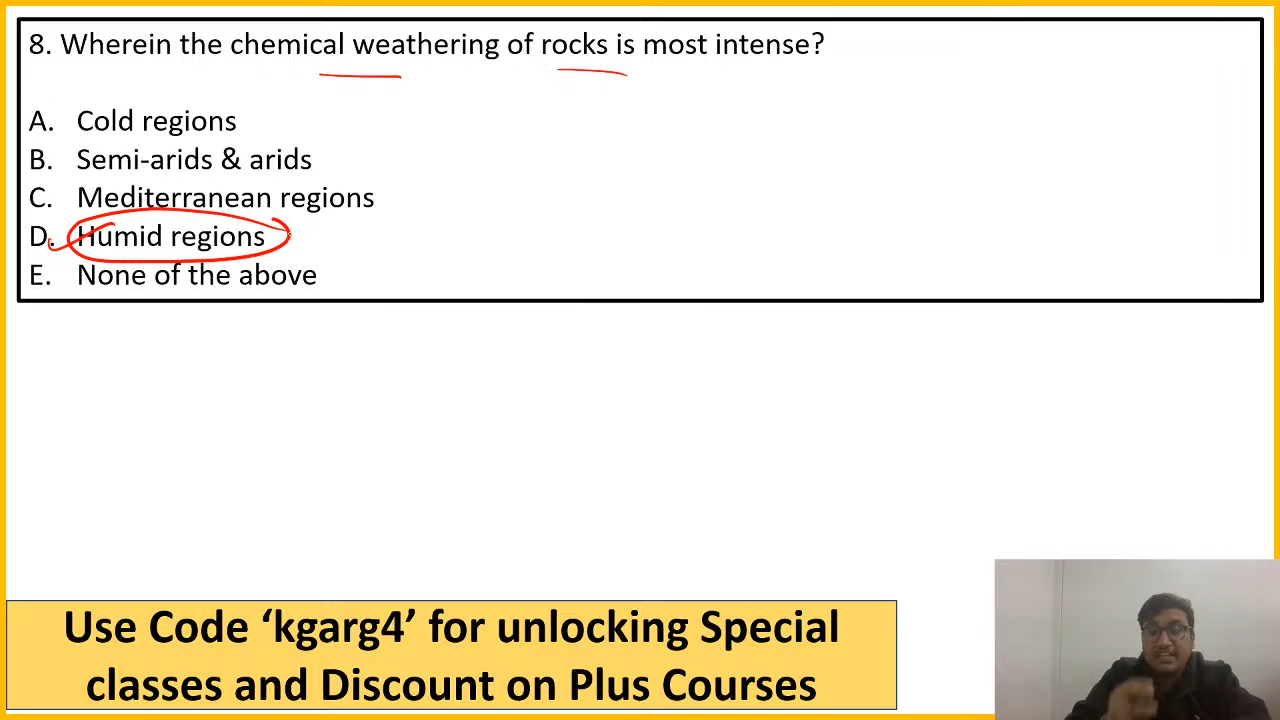 8. Wherein the chemical weathering of rocks is most intense?
A. Cold regions
B. Semi-arids & arids
C. Mediterranean regions
D. Humid regions
E. None of the above
Use Code ‘kgarg4’ for unlocking Special
classes and Discount on Plus Courses